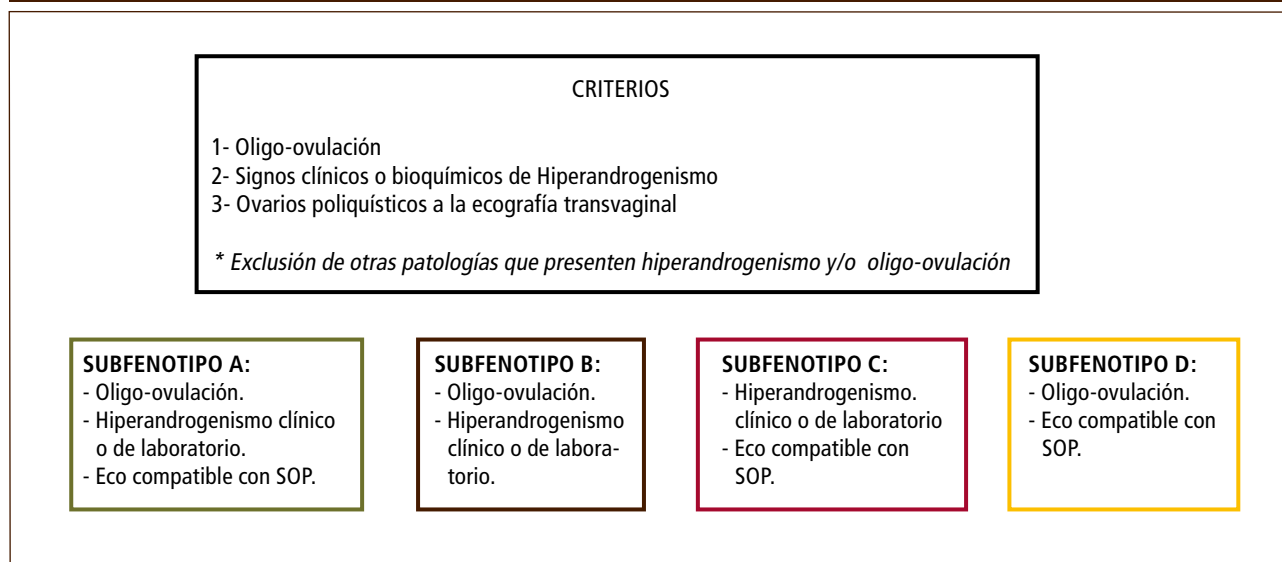 CRITERIOS
1- Oligo-ovulación
2- Signos clínicos o bioquímicos de Hiperandrogenismo
3- Ovarios poliquísticos a la ecografía transvaginal
* Exclusión de otras patologías que presenten hiperandrogenismo y/o oligo-ovulación
SUBFENOTIPO A:
- Oligo-ovulación.
- Hiperandrogenismo clínico
o de laboratorio.
- Eco compatible con SOP.
SUBFENOTIPO B:
- Oligo-ovulación.
- Hiperandrogenismo
clínico o de labora-
torio.
SUBFENOTIPO C:
- Hiperandrogenismo.
clínico o de laboratorio
- Eco compatible con
SOP.
SUBFENOTIPO D:
- Oligo-ovulación.
- Eco compatible con
SOP.